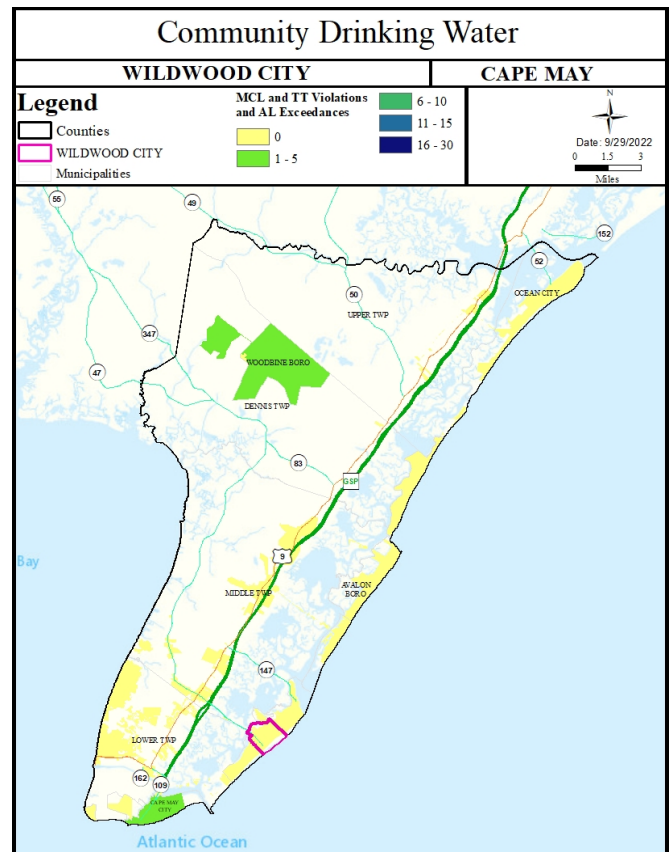 Community Drinking Water
WILDWOOD CITY
CAPE MAY
Legend
Counties
WILDWOOD CITY
Municipalities
MCL and TT Violations
and AL Exceedances
0
1 - 5
6 - 10
11 - 15
16 - 30
N
Date: 9/29/2022
0 1.5 3
Miles
55
49
152
52
50
OCEAN CITY
UPPER TWP
347
WOODBINE BORO
47
DENNIS TWP
83
GSP
9
Bay
MIDDLE TWP
AVALON
BORO
147
LOWER TWP
162
109
CAPE MAY
CITY
Atlantic Ocean